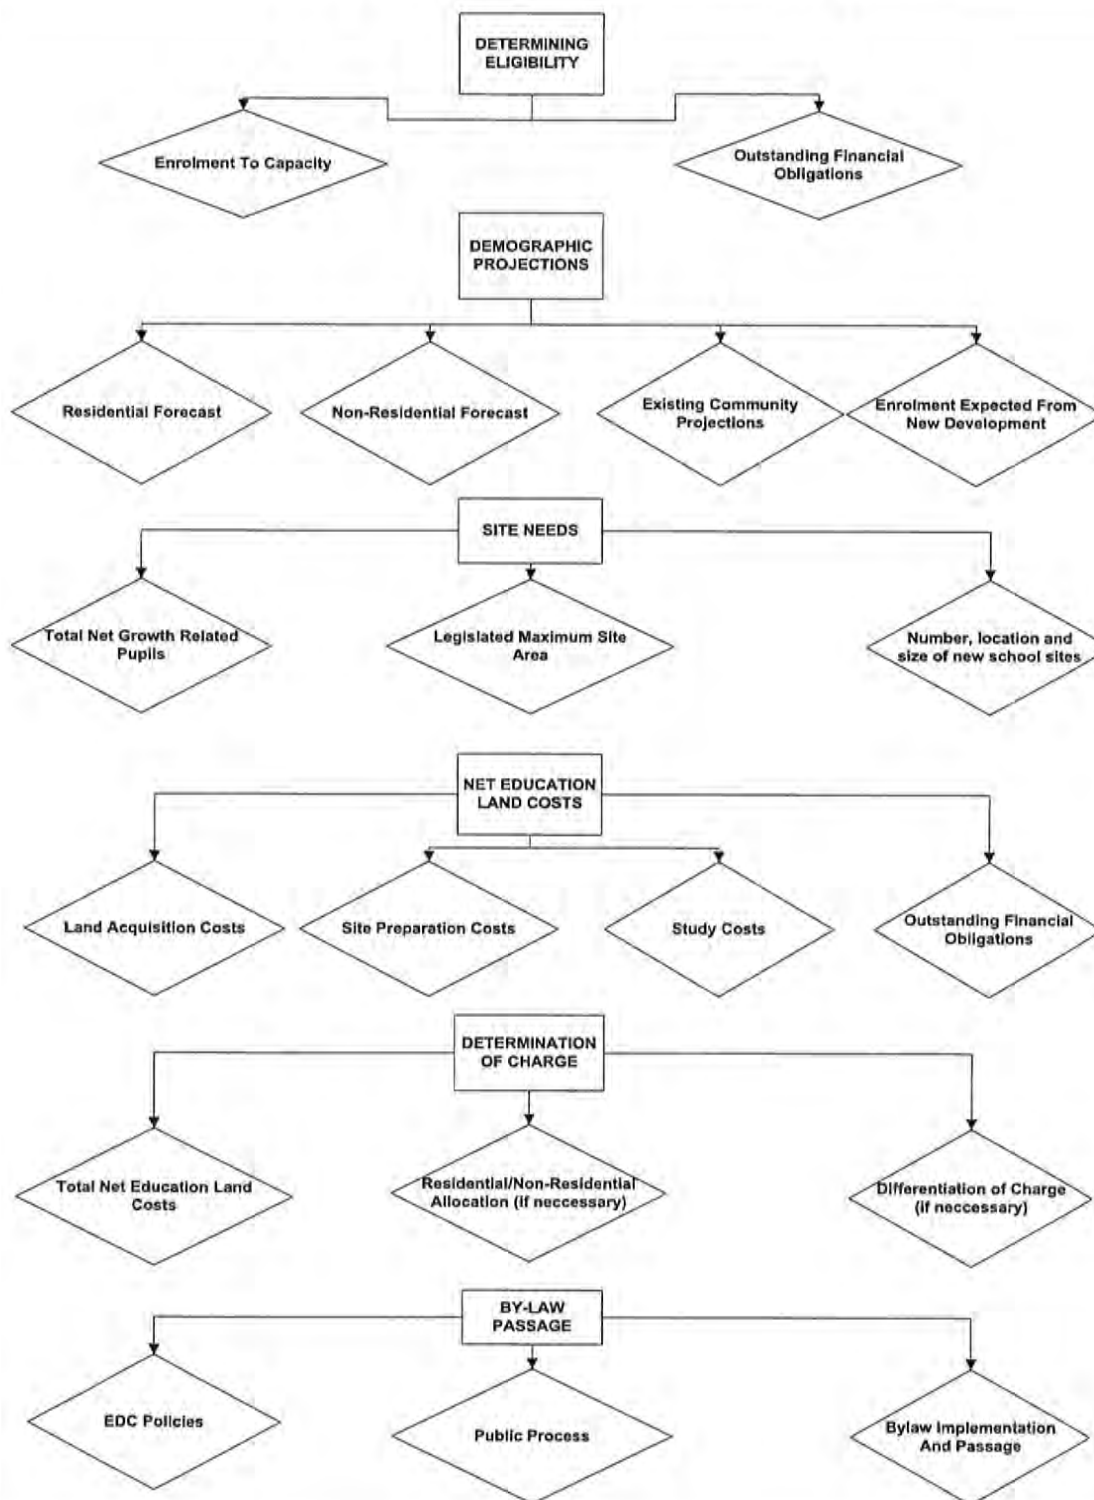 DETERMINING
ELIGIBILITY
Enrolment To Capacity
Outstanding Financial
Obligations
DEMOGRAPHIC
PROJECTIONS
Residential Forecast
Non-Residential Forecast
Existing Community
Projections
Enrolment Expected From
New Development
SITE NEEDS
Total Net Growth Related
Pupils
Legislated Maximum Site
Area
Number, location and
size of new school sites
NET EDUCATION
LAND COSTS
Land Acquisition Costs
Site Preparation Costs
Study Costs
Outstanding Financial
Obligations
DETERMINATION
OF CHARGE
Total Net Education Land
Costs
Residential/Non-Residential
Allocation (if neccessary)
Differentiation of Charge
(if neccessary)
BY-LAW
PASSAGE
EDC Policies
Public Process
Bylaw Implementation
And Passage